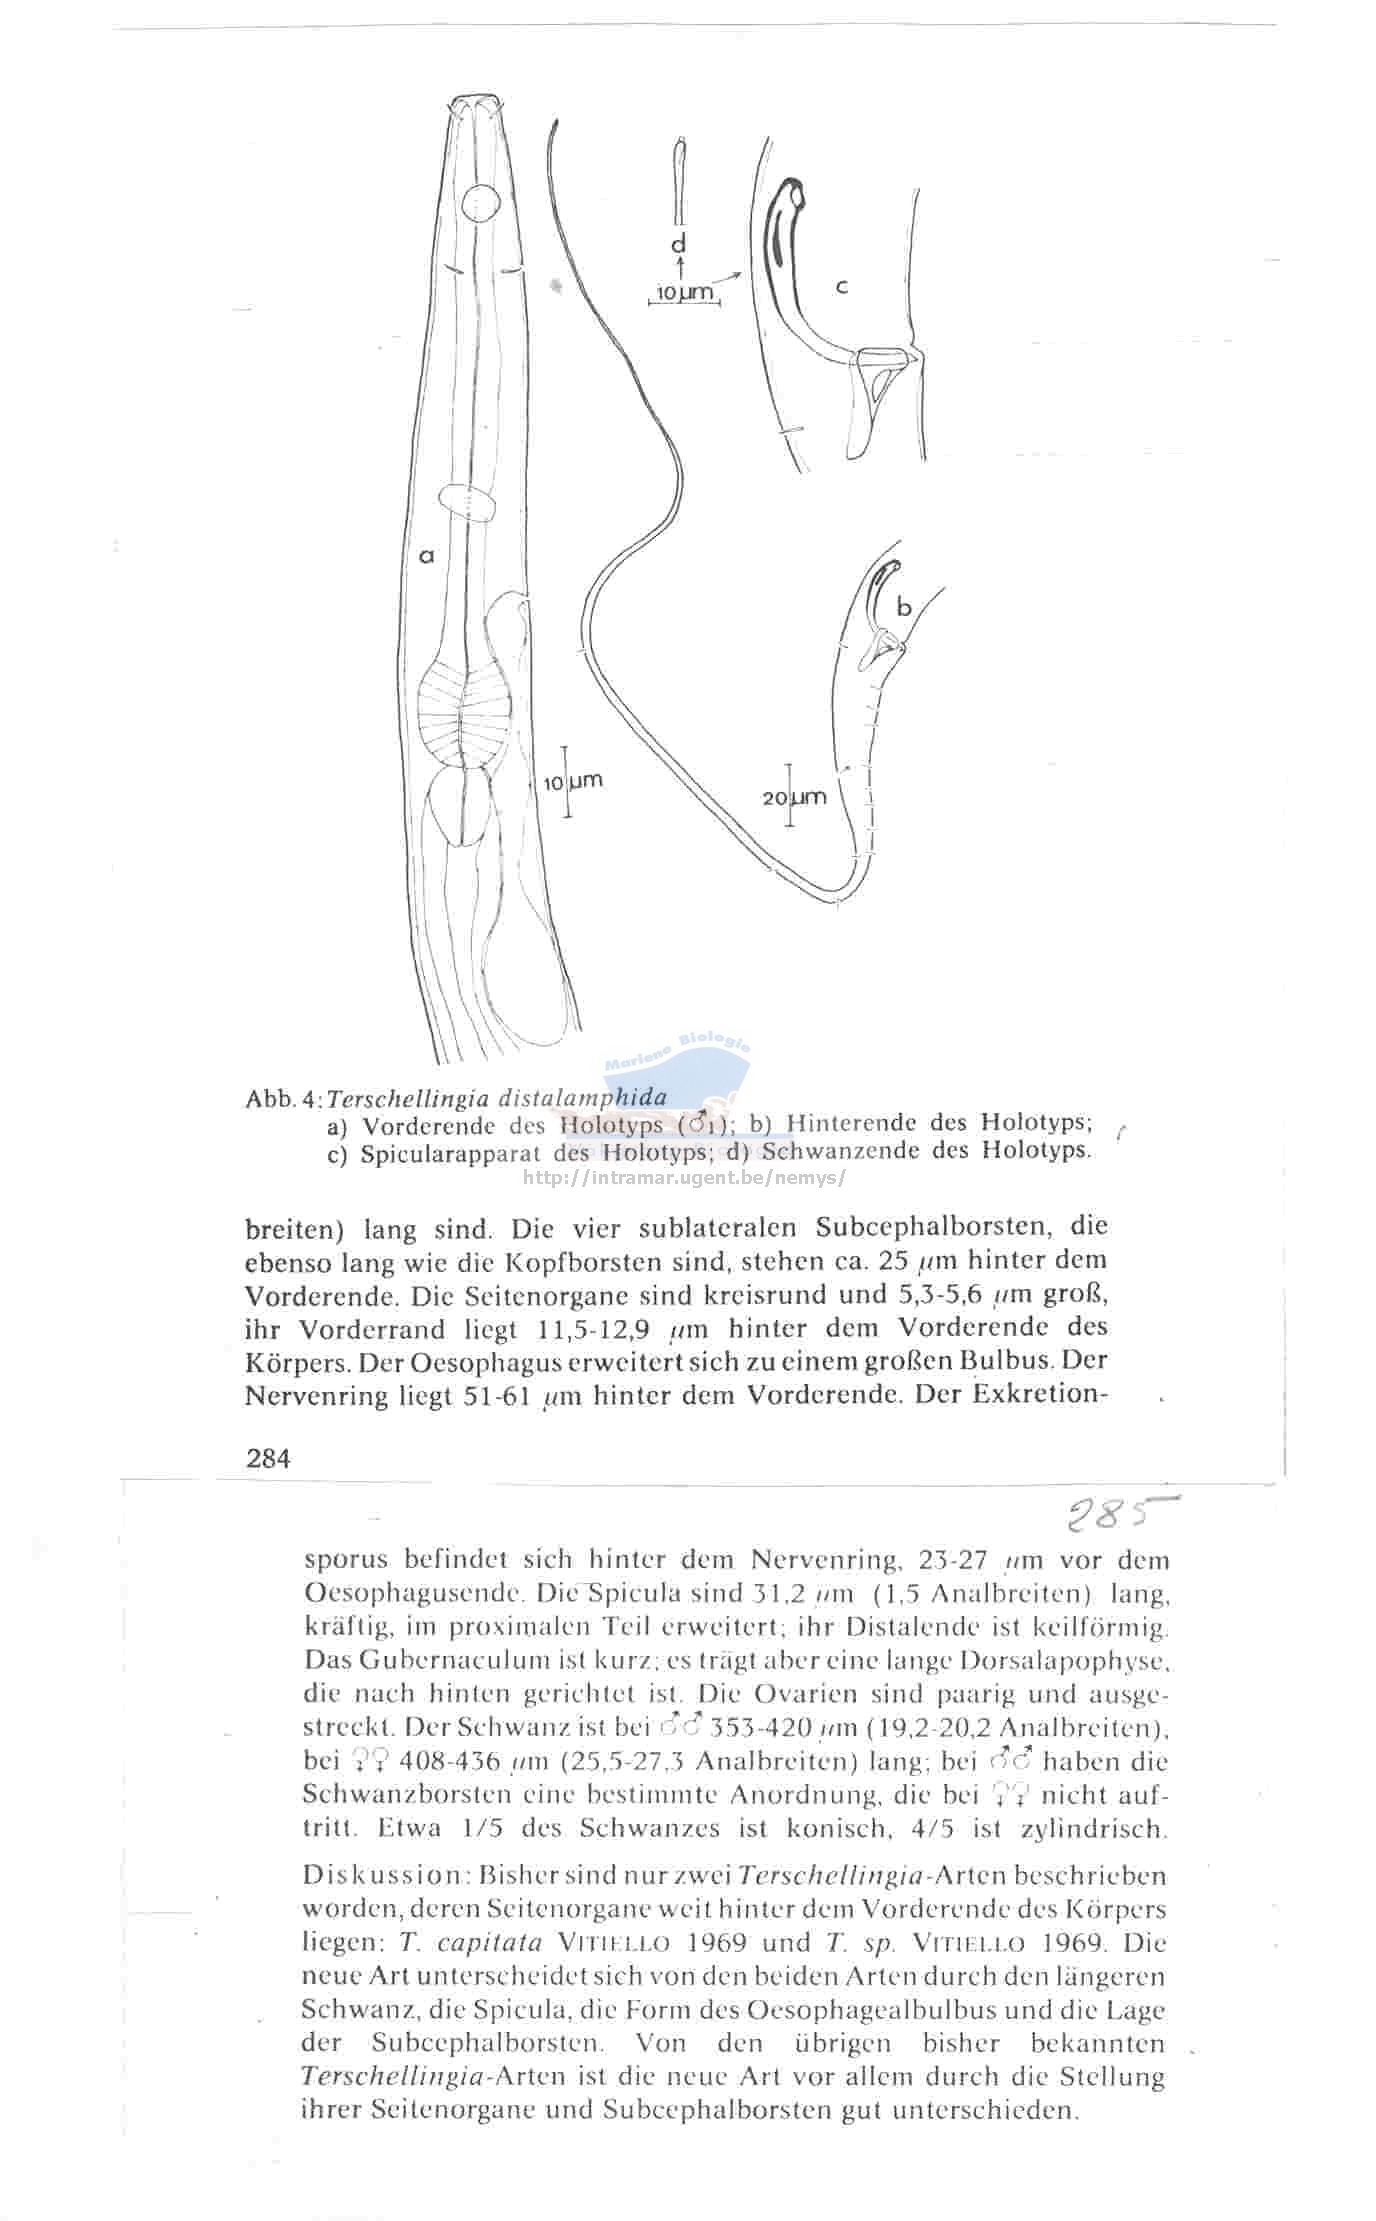 d
10 µm
c
a
b
10 µm
20 µm
Mariene Biologie
Abb. 4: Terschellingia distalamphida
a) Vorderende des Holotyps (♂1); b) Hinterende des Holotyps;
c) Spicularapparat des Holotyps; d) Schwanzende des Holotyps.
http://intramar.ugent.be/nemys/
breiten) lang sind. Die vier sublateralen Subcephalborsten, die
ebenso lang wie die Kopfborsten sind, stehen ca. 25 µm hinter dem
Vorderende. Die Seitenorgane sind kreisrund und 5,3-5,6 µm groß,
ihr Vorderrand liegt 11,5-12,9 µm hinter dem Vorderende des
Körpers. Der Oesophagus erweitert sich zu einem großen Bulbus. Der
Nervenring liegt 51-61 µm hinter dem Vorderende. Der Exkretion-
284
285
sporus befindet sich hinter dem Nervenring, 23-27 µm vor dem
Oesophagusende. Die Spicula sind 31,2 µm (1,5 Analbreiten) lang,
kräftig, im proximalen Teil erweitert; ihr Distalende ist keilförmig.
Das Gubernaculum ist kurz; es trägt aber eine lange Dorsalapophyse,
die nach hinten gerichtet ist. Die Ovarien sind paarig und ausge-
streckt. Der Schwanz ist bei ♂♂ 353-420 µm (19,2-20,2 Analbreiten),
bei ♀♀ 408-436 µm (25,5-27,3 Analbreiten) lang; bei ♂♂ haben die
Schwanzborsten eine bestimmte Anordnung, die bei ♀♀ nicht auf-
tritt. Etwa 1/5 des Schwanzes ist konisch, 4/5 ist zylindrisch.
Diskussion: Bisher sind nur zwei Terschellingia-Arten beschrieben
worden, deren Seitenorgane weit hinter dem Vorderende des Körpers
liegen: T. capitata VITIELLO 1969 und T. sp. VITIELLO 1969. Die
neue Art unterscheidet sich von den beiden Arten durch den längeren
Schwanz, die Spicula, die Form des Oesophagealbulbus und die Lage
der Subcephalborsten. Von den übrigen bisher bekannten
Terschellingia-Arten ist die neue Art vor allem durch die Stellung
ihrer Seitenorgane und Subcephalborsten gut unterschieden.